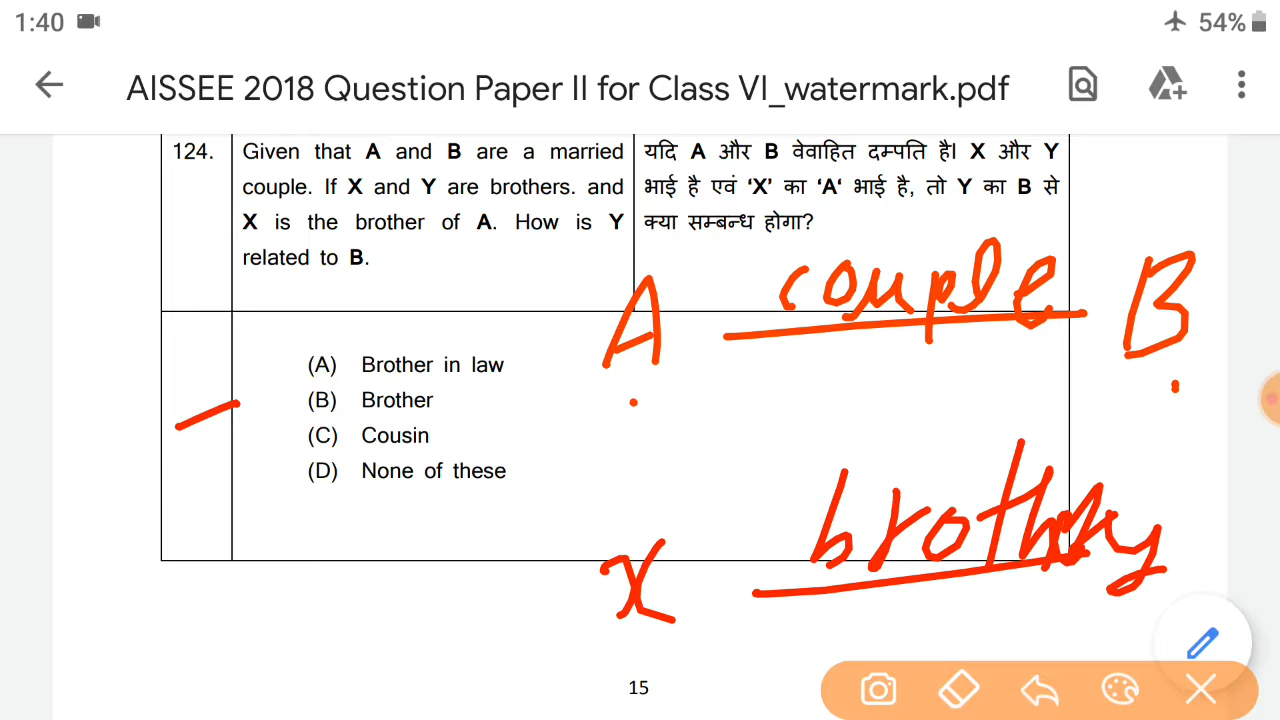 1:40 54%
AISSEE 2018 Question Paper II for Class VI_watermark.pdf
124.
Given that A and B are a married
couple. If X and Y are brothers. and
X is the brother of A. How is Y
related to B.
यदि A और B वेवाहित दम्पति है। X और Y
भाई है एवं ‘X’ का ‘A‘ भाई है, तो Y का B से
क्या सम्बन्ध होगा?
A couple B
(A) Brother in law
(B) Brother
(C) Cousin
(D) None of these
x brother y
15